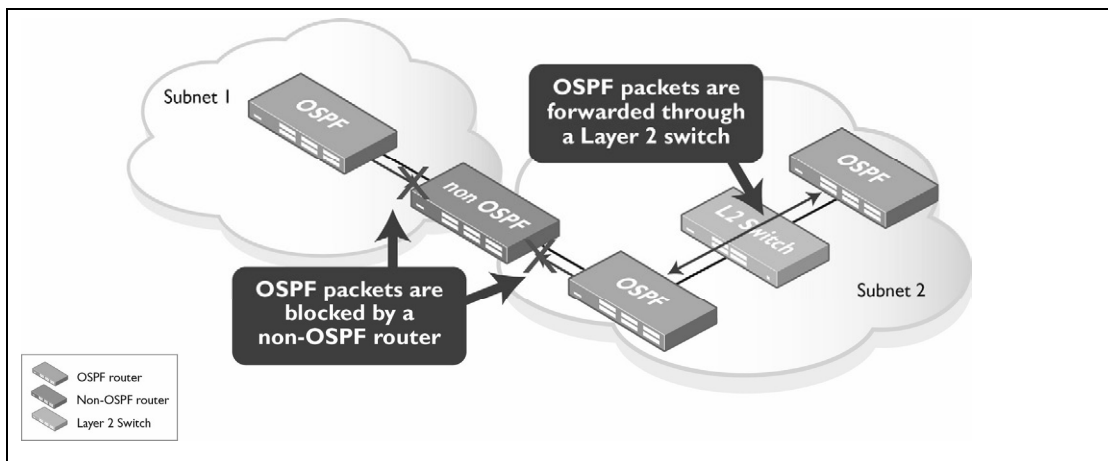 Subnet 1
OSPF
non OSPF
OSPF packets are
blocked by a
non-OSPF router
OSPF packets are
forwarded through
a Layer 2 switch
OSPF
L2 Switch
OSPF
Subnet 2
OSPF router
Non-OSPF router
Layer 2 Switch